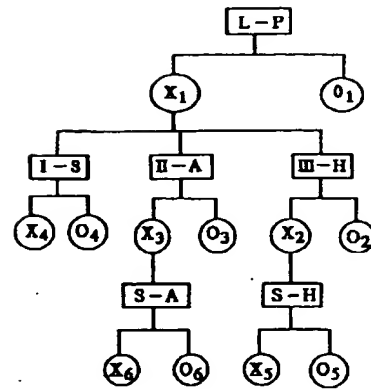 L – P
X1 O1
I – S II – A III – H
X4 O4 X3 O3 X2 O2
S – A S – H
X6 O6 X5 O5